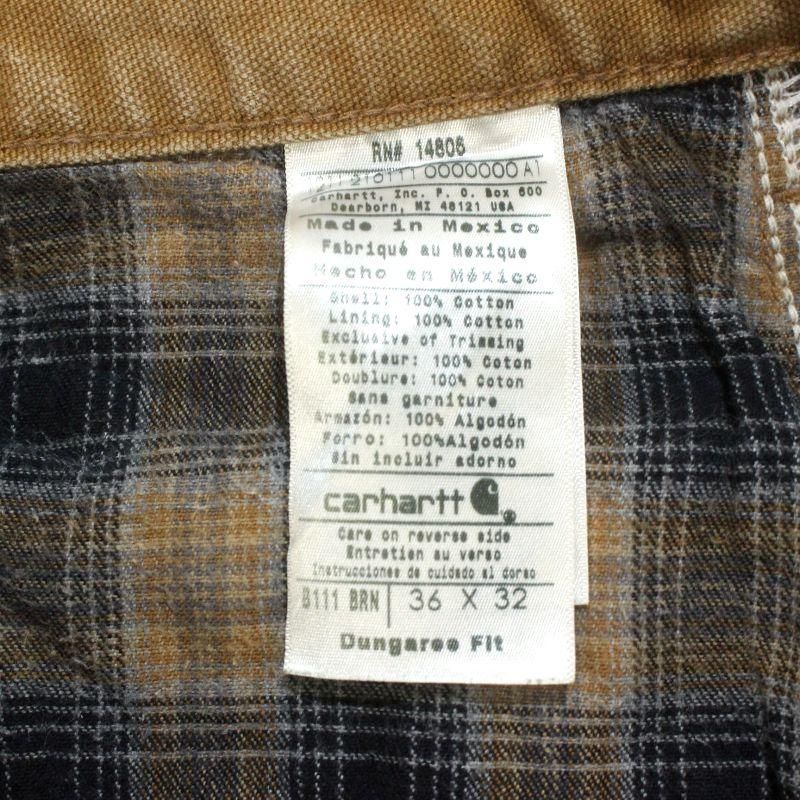 RN# 14806
0000000 A1
Carhartt, Inc. P. O. Box 600
Dearborn, MI 48121 USA
Made in Mexico
Fabriqué au Mexique
Hecho en México
Shell: 100% Cotton
Lining: 100% Cotton
Exclusive of Trimming
Extérieur: 100% Coton
Doublure: 100% Coton
Sans garniture
Armazón: 100% Algodón
Forro: 100%Algodón
Sin incluir adorno
carhartt
Care on reverse side
Entretien au verso
Instrucciones de cuidado al dorso
B111 BRN 36 X 32
Dungaree Fit